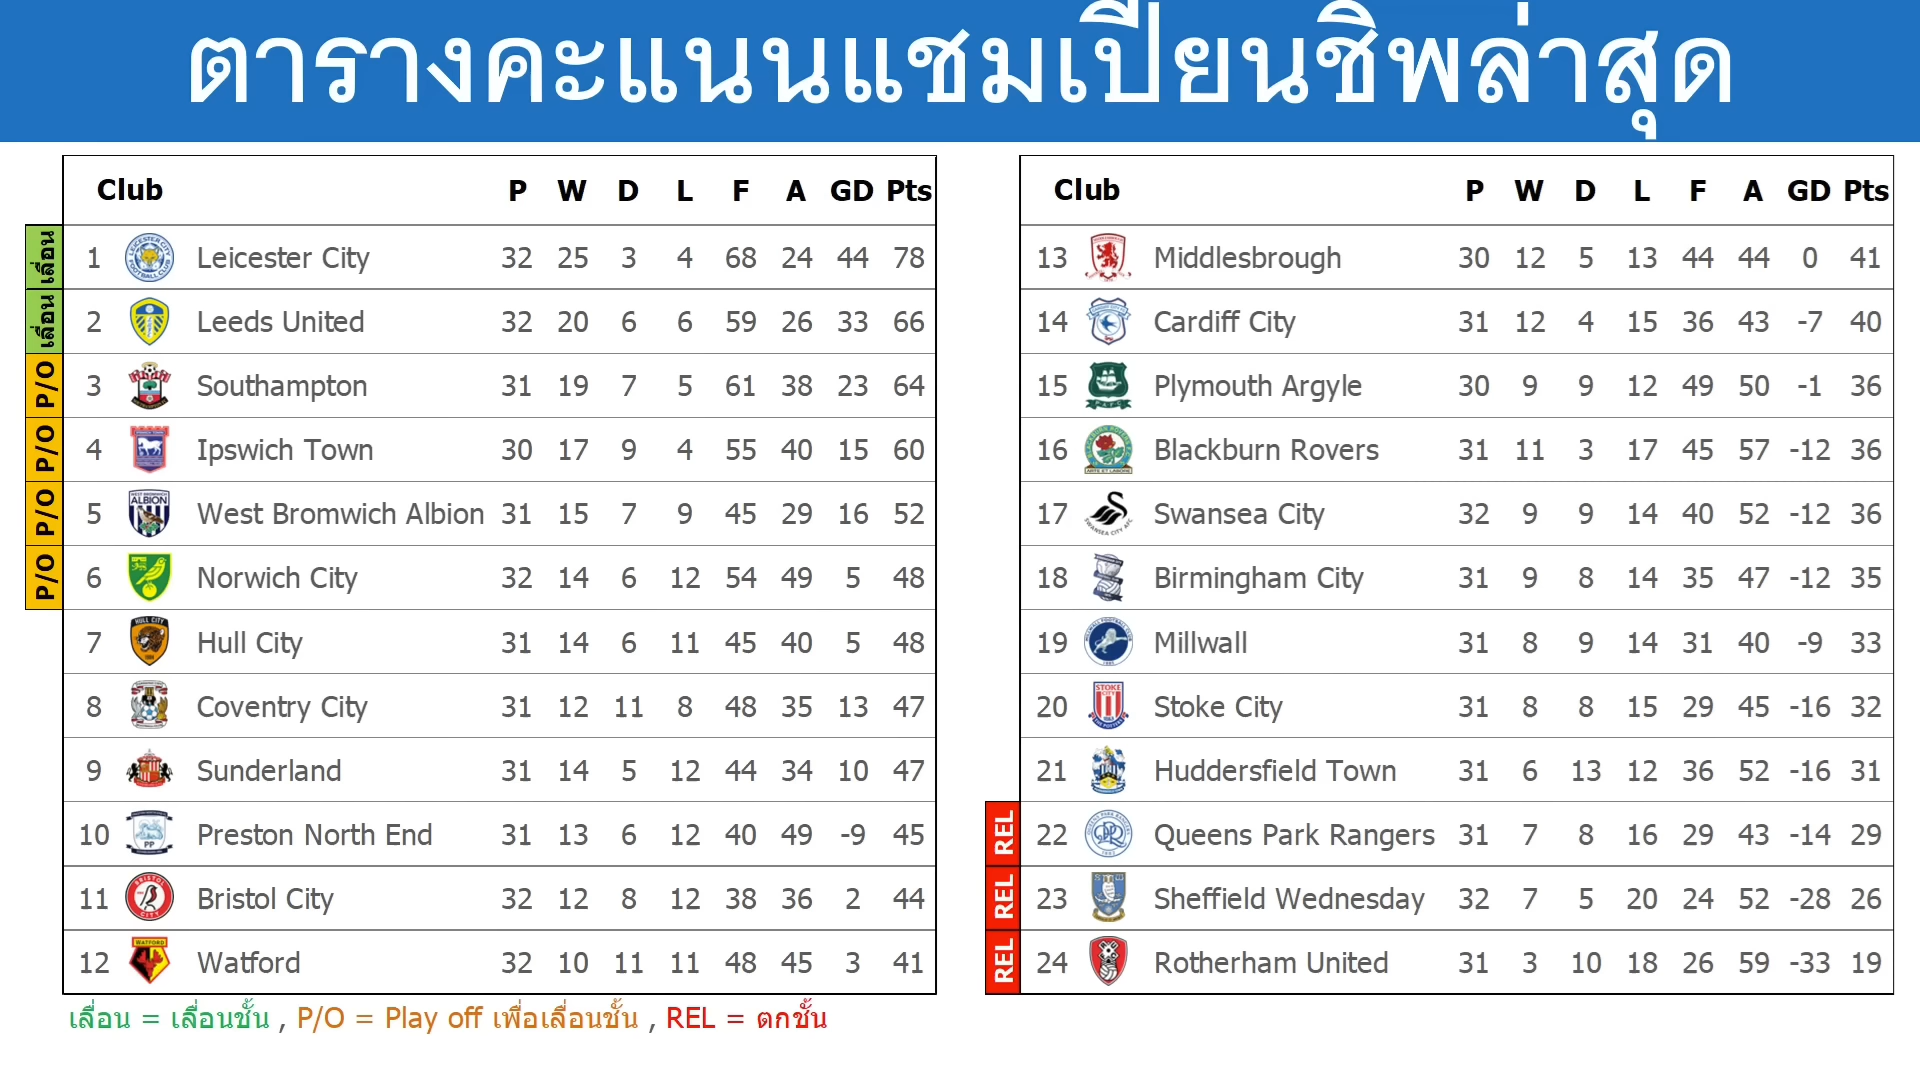 ตารางคะแนนแชมเปี้ยนชิพล่าสุด
Club P W D L F A GD Pts
เลื่อน 1 Leicester City 32 25 3 4 68 24 44 78
เลื่อน 2 Leeds United 32 20 6 6 59 26 33 66
P/O 3 Southampton 31 19 7 5 61 38 23 64
P/O 4 Ipswich Town 30 17 9 4 55 40 15 60
P/O 5 West Bromwich Albion 31 15 7 9 45 29 16 52
P/O 6 Norwich City 32 14 6 12 54 49 5 48
7 Hull City 31 14 6 11 45 40 5 48
8 Coventry City 31 12 11 8 48 35 13 47
9 Sunderland 31 14 5 12 44 34 10 47
10 Preston North End 31 13 6 12 40 49 -9 45
11 Bristol City 32 12 8 12 38 36 2 44
12 Watford 32 10 11 11 48 45 3 41
Club P W D L F A GD Pts
13 Middlesbrough 30 12 5 13 44 44 0 41
14 Cardiff City 31 12 4 15 36 43 -7 40
15 Plymouth Argyle 30 9 9 12 49 50 -1 36
16 Blackburn Rovers 31 11 3 17 45 57 -12 36
17 Swansea City 32 9 9 14 40 52 -12 36
18 Birmingham City 31 9 8 14 35 47 -12 35
19 Millwall 31 8 9 14 31 40 -9 33
20 Stoke City 31 8 8 15 29 45 -16 32
21 Huddersfield Town 31 6 13 12 36 52 -16 31
REL 22 Queens Park Rangers 31 7 8 16 29 43 -14 29
REL 23 Sheffield Wednesday 32 7 5 20 24 52 -28 26
REL 24 Rotherham United 31 3 10 18 26 59 -33 19
เลื่อน = เลื่อนชั้น , P/O = Play off เพื่อเลื่อนชั้น , REL = ตกชั้น